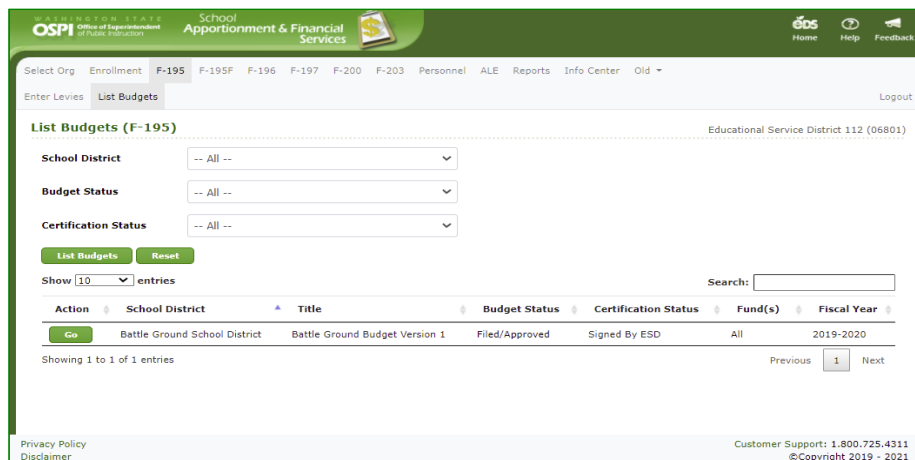 WASHINGTON STATE
OSPI Office of Superintendent
of Public Instruction
School
Apportionment & Financial
Services
EDS
Home
Help
Feedback
Select Org Enrollment F-195 F-195F F-196 F-197 F-200 F-203 Personnel ALE Reports Info Center Old
Enter Levies List Budgets Logout
List Budgets (F-195) Educational Service District 112 (06801)
School District -- All --
Budget Status -- All --
Certification Status -- All --
List Budgets Reset
Show 10 entries Search:
Action School District Title Budget Status Certification Status Fund(s) Fiscal Year
Go Battle Ground School District Battle Ground Budget Version 1 Filed/Approved Signed By ESD All 2019-2020
Showing 1 to 1 of 1 entries Previous 1 Next
Privacy Policy Customer Support: 1.800.725.4311
Disclaimer ©Copyright 2019 - 2021